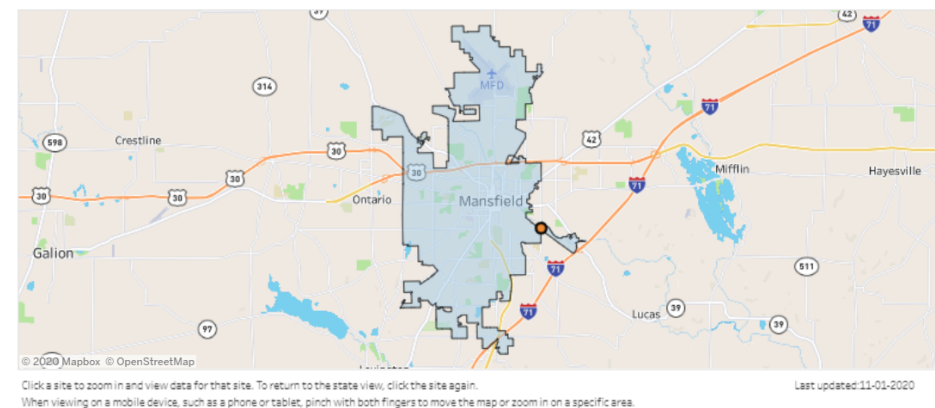 39
42
71
MFD
314
71
598
Crestline
42
30
30
Mifflin
Hayesville
30
71
30
30
Ontario
Mansfield
Galion
511
71
Lucas
39
71
39
97
© 2020 Mapbox © OpenStreetMap
Lexington
Click a site to zoom in and view data for that site. To return to the state view, click the site again.
Last updated:11-01-2020
When viewing on a mobile device, such as a phone or tablet, pinch with both fingers to move the map or zoom in on a specific area.